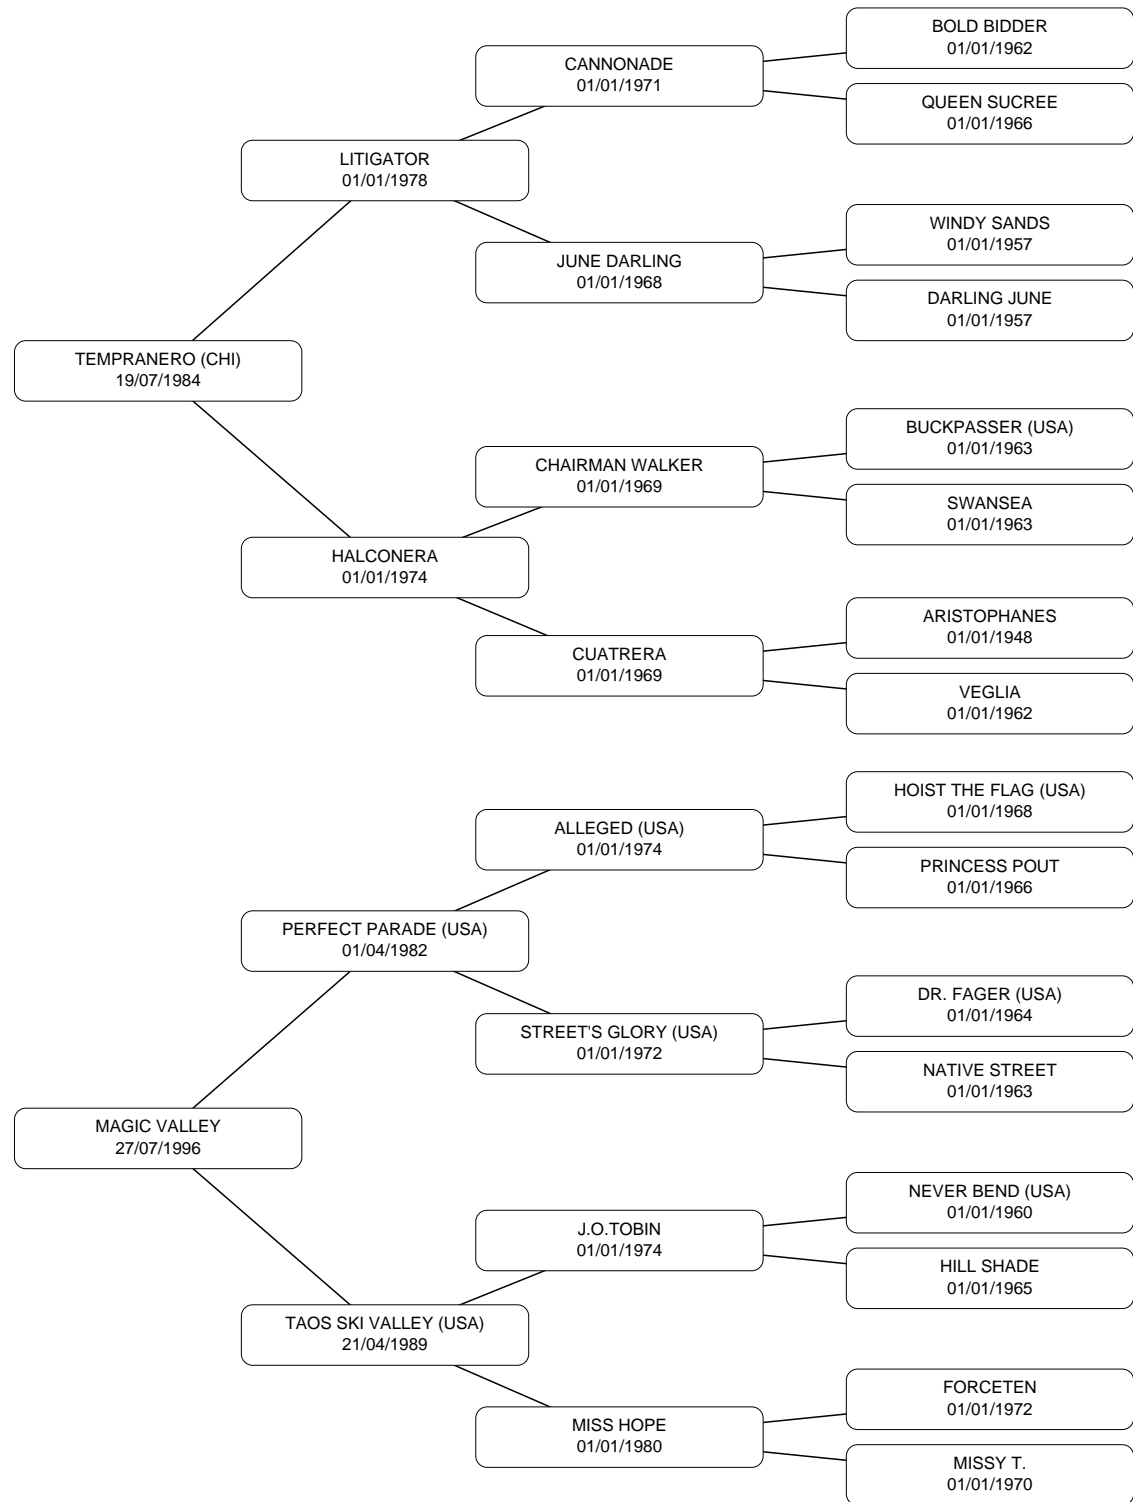 BOLD BIDDER
01/01/1962
CANNONADE
01/01/1971
QUEEN SUCREE
01/01/1966
LITIGATOR
01/01/1978
WINDY SANDS
01/01/1957
JUNE DARLING
01/01/1968
DARLING JUNE
01/01/1957
TEMPRANERO (CHI)
19/07/1984
BUCKPASSER (USA)
01/01/1963
CHAIRMAN WALKER
01/01/1969
SWANSEA
01/01/1963
HALCONERA
01/01/1974
ARISTOPHANES
01/01/1948
CUATRERA
01/01/1969
VEGLIA
01/01/1962
HOIST THE FLAG (USA)
01/01/1968
ALLEGED (USA)
01/01/1974
PRINCESS POUT
01/01/1966
PERFECT PARADE (USA)
01/04/1982
DR. FAGER (USA)
01/01/1964
STREET'S GLORY (USA)
01/01/1972
NATIVE STREET
01/01/1963
MAGIC VALLEY
27/07/1996
NEVER BEND (USA)
01/01/1960
J.O.TOBIN
01/01/1974
HILL SHADE
01/01/1965
TAOS SKI VALLEY (USA)
21/04/1989
FORCETEN
01/01/1972
MISS HOPE
01/01/1980
MISSY T.
01/01/1970